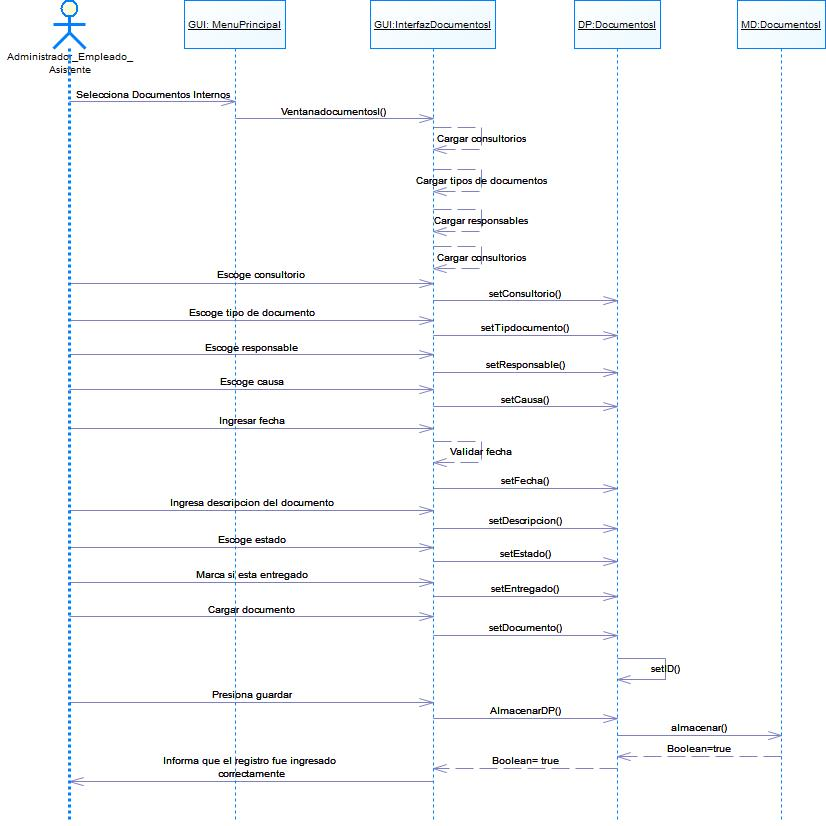 GUI: MenuPrincipal
GUI:InterfazDocumentosI
DP:DocumentosI
MD:DocumentosI
Administrador_Empleado_
Asistente
Selecciona Documentos Internos
VentanadocumentosI()
Cargar consultorios
Cargar tipos de documentos
Cargar responsables
Cargar consultorios
Escoge consultorio
setConsultorio()
Escoge tipo de documento
setTipdocumento()
Escoge responsable
setResponsable()
Escoge causa
setCausa()
Ingresar fecha
Validar fecha
setFecha()
Ingresa descripcion del documento
setDescripcion()
Escoge estado
setEstado()
Marca si esta entregado
setEntregado()
Cargar documento
setDocumento()
setID()
Presiona guardar
AlmacenarDP()
almacenar()
Boolean=true
Boolean= true
Informa que el registro fue ingresado
correctamente